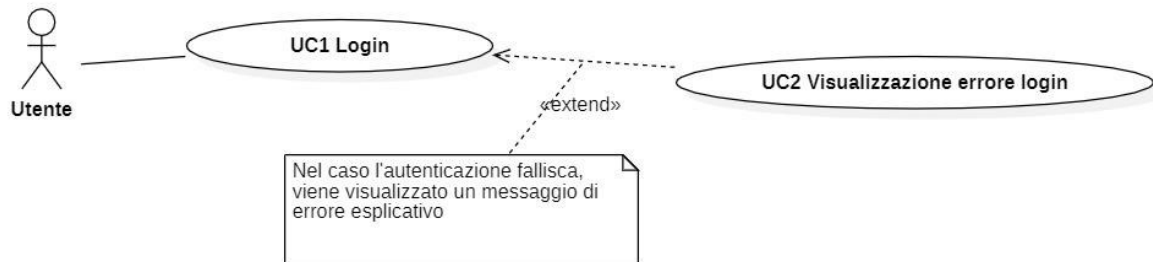 UC1 Login
UC2 Visualizzazione errore login
Utente
«extend»
Nel caso l'autenticazione fallisca,
viene visualizzato un messaggio di
errore esplicativo